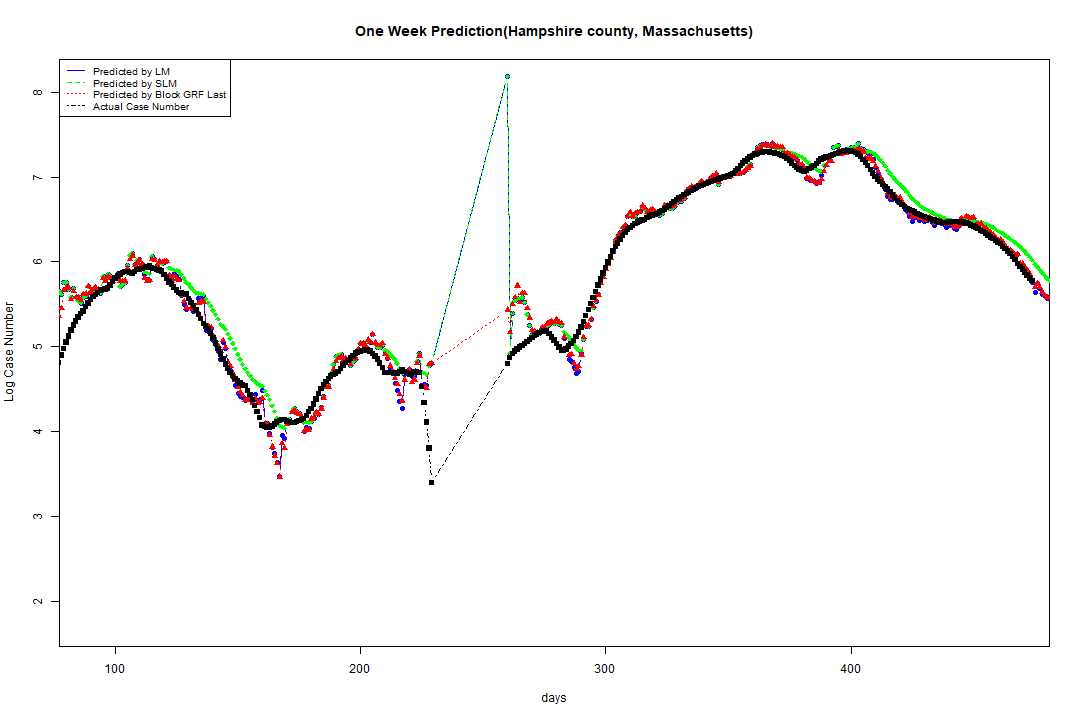 One Week Prediction(Hampshire county, Massachusetts)
Predicted by LM
Predicted by SLM
Predicted by Block GRF Last
Actual Case Number
8
7
6
5
4
3
2
Log Case Number
100 200 300 400
days